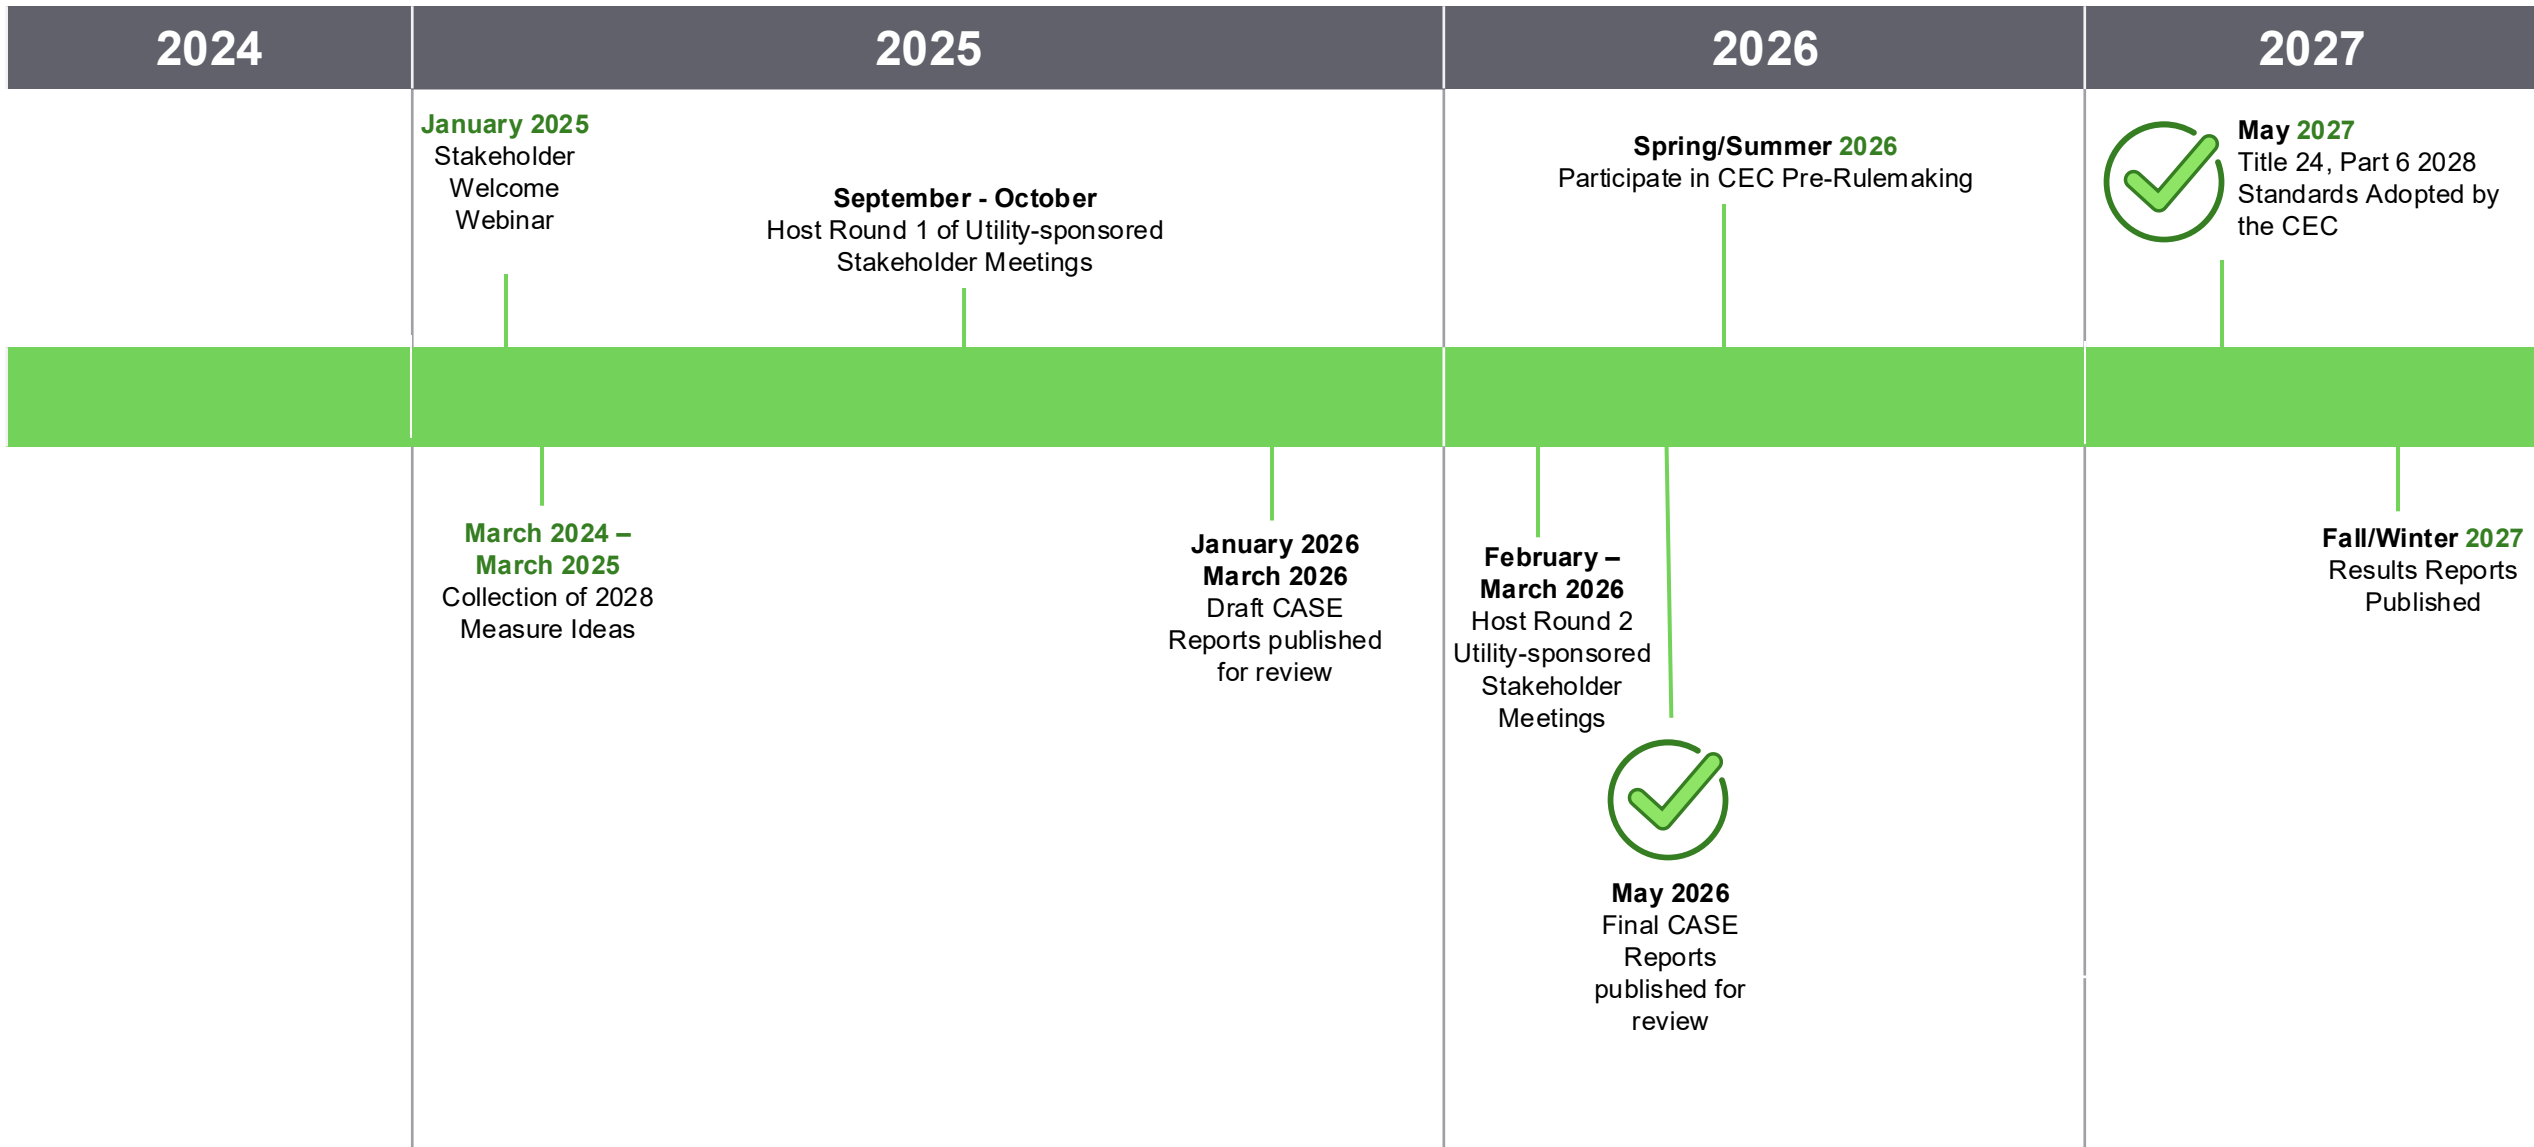 2024
2025
2026
2027
January 2025
Stakeholder
Welcome
Webinar
September - October
Host Round 1 of Utility-sponsored
Stakeholder Meetings
Spring/Summer 2026
Participate in CEC Pre-Rulemaking
May 2027
Title 24, Part 6 2028
Standards Adopted by
the CEC
March 2024 –
March 2025
Collection of 2028
Measure Ideas
January 2026
March 2026
Draft CASE
Reports published
for review
February –
March 2026
Host Round 2
Utility-sponsored
Stakeholder
Meetings
May 2026
Final CASE
Reports
published for
review
Fall/Winter 2027
Results Reports
Published